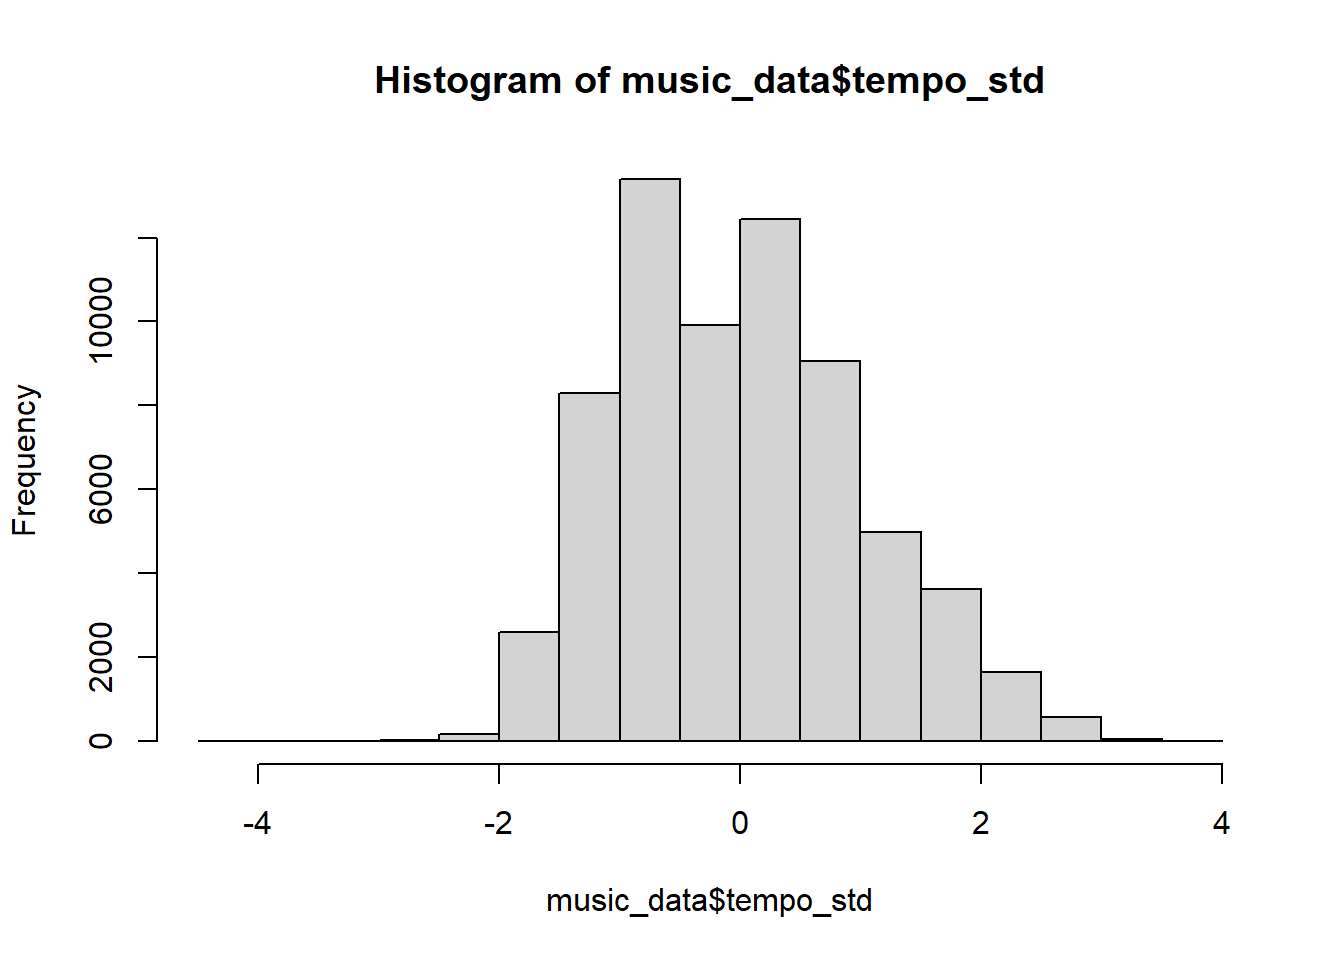 Histogram of music_data$tempo_std
Frequency
10000
6000
2000
0
-4 -2 0 2 4
music_data$tempo_std